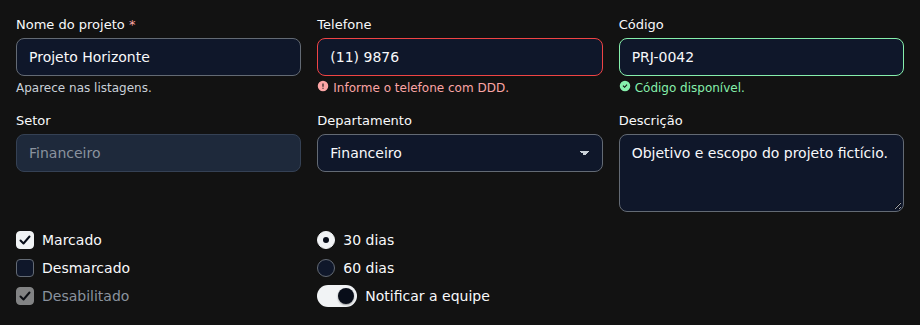 Nome do projeto *
Telefone
Código
Projeto Horizonte
(11) 9876
PRJ-0042
Aparece nas listagens.
Informe o telefone com DDD.
Código disponível.
Setor
Departamento
Descrição
Financeiro
Financeiro
Objetivo e escopo do projeto fictício.
Marcado
30 dias
Desmarcado
60 dias
Desabilitado
Notificar a equipe